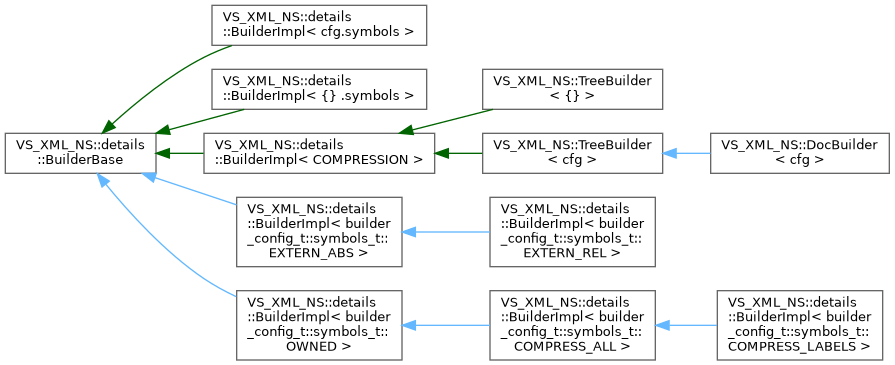 VS_XML_NS::details
::BuilderImpl< cfg.symbols >
VS_XML_NS::details
::BuilderImpl< {} .symbols >
VS_XML_NS::TreeBuilder
< {} >
VS_XML_NS::details
::BuilderBase
VS_XML_NS::details
::BuilderImpl< COMPRESSION >
VS_XML_NS::TreeBuilder
< cfg >
VS_XML_NS::DocBuilder
< cfg >
VS_XML_NS::details
::BuilderImpl< builder
_config_t::symbols_t::
EXTERN_ABS >
VS_XML_NS::details
::BuilderImpl< builder
_config_t::symbols_t::
EXTERN_REL >
VS_XML_NS::details
::BuilderImpl< builder
_config_t::symbols_t::
OWNED >
VS_XML_NS::details
::BuilderImpl< builder
_config_t::symbols_t::
COMPRESS_ALL >
VS_XML_NS::details
::BuilderImpl< builder
_config_t::symbols_t::
COMPRESS_LABELS >